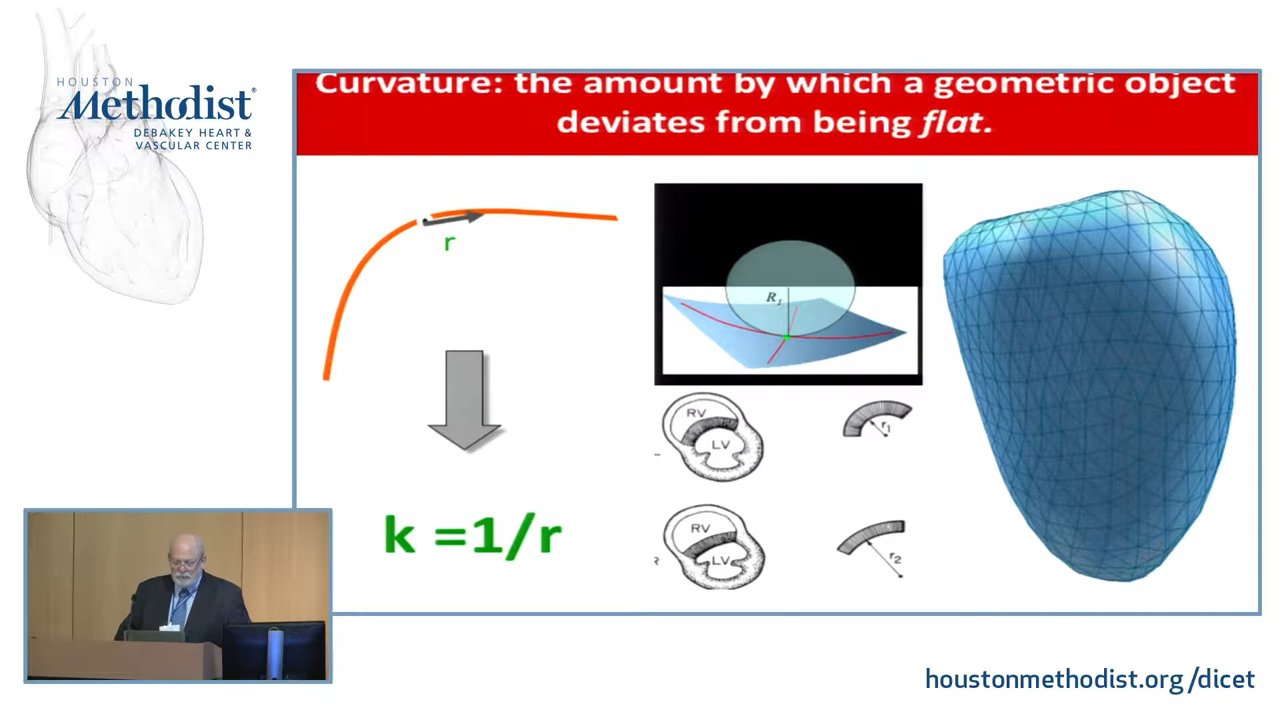 HOUSTON
Methodist®
DEBAKEY HEART &
VASCULAR CENTER
Curvature: the amount by which a geometric object
deviates from being flat.
r
k =1/r
R₁
RV
LV
r₁
RV
LV
r₂
houstonmethodist.org/dicet